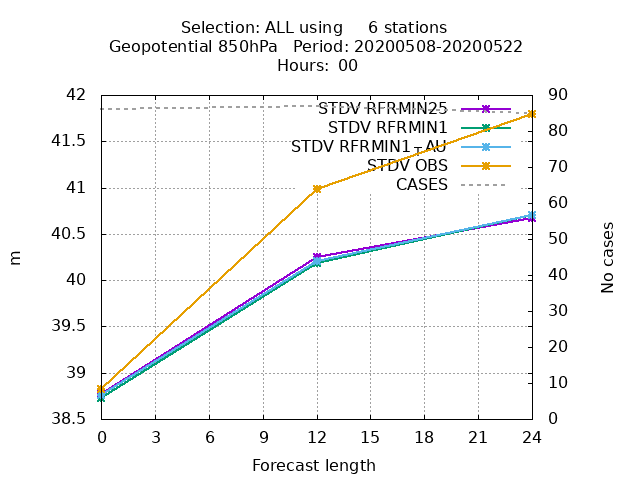 Selection: ALL using 6 stations
Geopotential 850hPa Period: 20200508-20200522
Hours: 00
42
41.5
41
40.5
40
39.5
39
38.5
m
90
80
70
60
50
40
30
20
10
0
No cases
STDV RFRMIN25
STDV RFRMIN1
STDV RFRMIN1_AU
STDV OBS
CASES
0 3 6 9 12 15 18 21 24
Forecast length